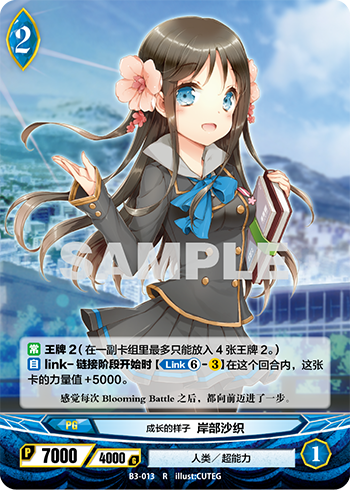 2
SAMPLE
常 王牌 2（在一副卡组里最多只能放入 4 张王牌 2。）
自 link- 链接阶段开始时【Link 6 - 3】在这个回合内，这张
卡的力量值 +5000。
感觉每次 Blooming Battle 之后，都向前迈进了一步。
PG 成长的样子 岸部沙织
P 7000 / 4000 G 人类／超能力 1
B3-013 R illust:CUTEG